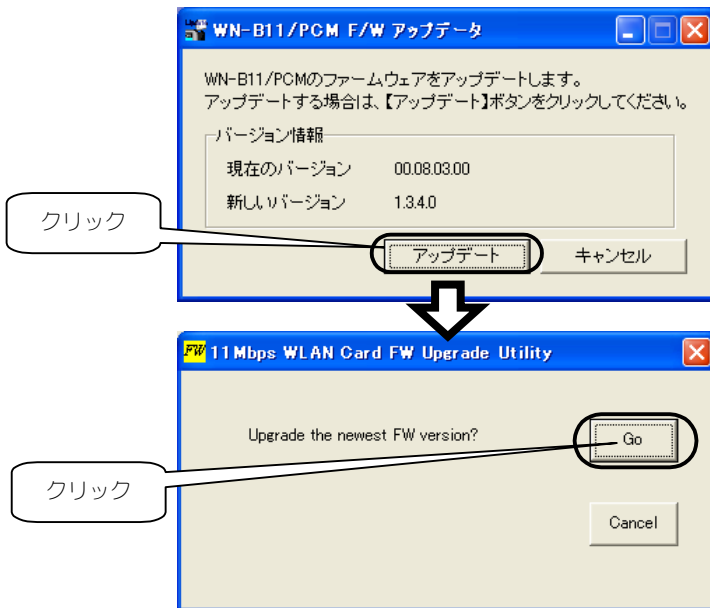 WN-B11/PCM F/W アップデータ
WN-B11/PCMのファームウェアをアップデートします。
アップデートする場合は、【アップデート】ボタンをクリックしてください。
バージョン情報
現在のバージョン 00.08.03.00
新しいバージョン 1.3.4.0
クリック
アップデート キャンセル
FW 11Mbps WLAN Card FW Upgrade Utility
Upgrade the newest FW version?
Go
クリック
Cancel